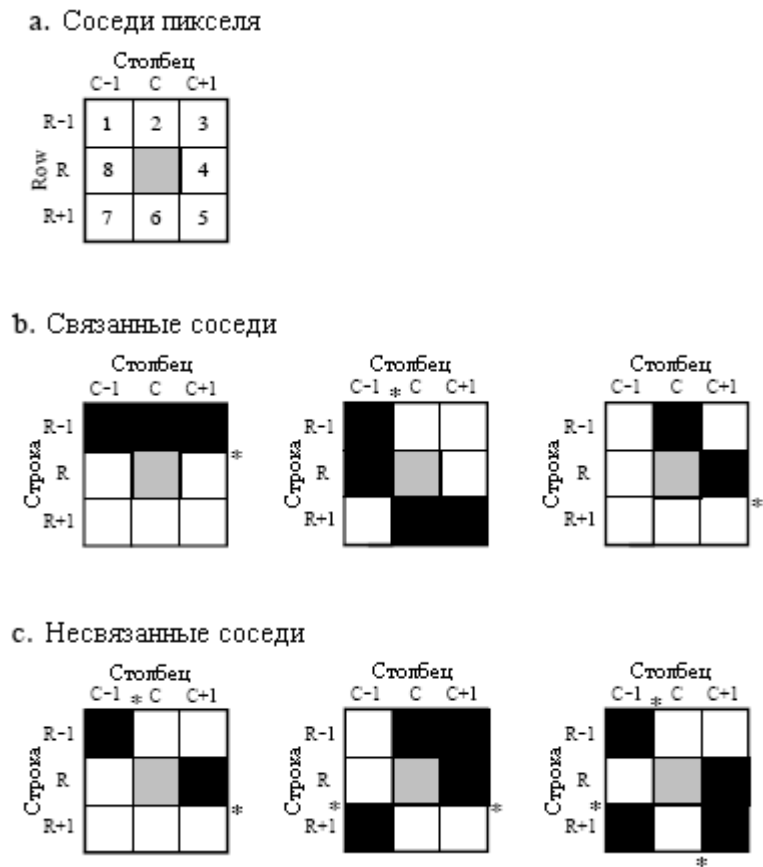 a. Соседи пикселя
Столбец
C-1 C C+1
R-1 1 2 3
Row R 8 4
R+1 7 6 5
b. Связанные соседи
Столбец Столбец Столбец
C-1 C C+1 C-1 * C C+1 C-1 C C+1
R-1 R-1 R-1
*
Строка R Строка R Строка R
*
R+1 R+1 R+1
c. Несвязанные соседи
Столбец Столбец Столбец
C-1 * C C+1 C-1 C C+1 C-1 * C C+1
R-1 R-1 R-1
Строка R Строка R Строка R
* * * *
R+1 R+1 R+1
*